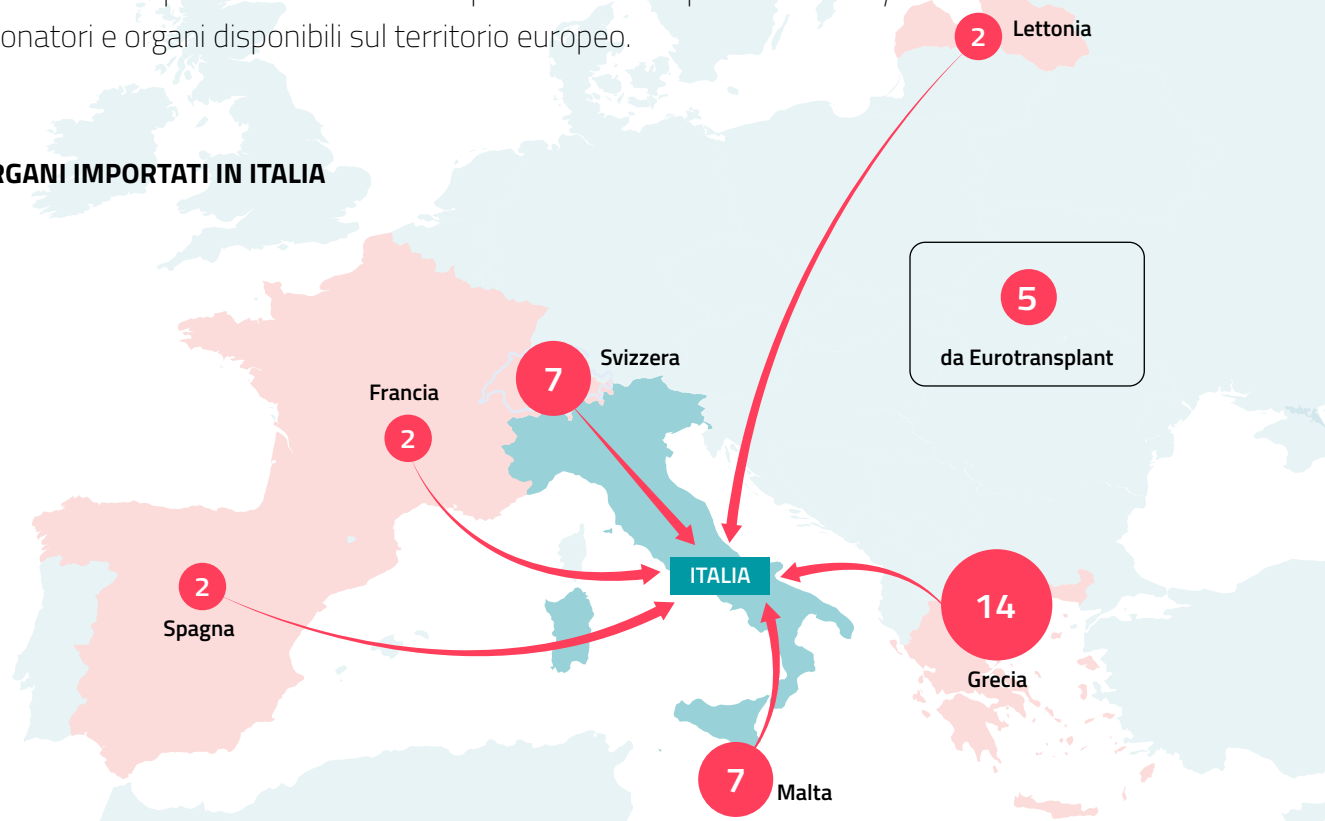 onatori e organi disponibili sul territorio europeo.
2 Lettonia
RGANI IMPORTATI IN ITALIA
5
da Eurotransplant
Svizzera
7
Francia
2
ITALIA
2
Spagna
14
Grecia
7
Malta